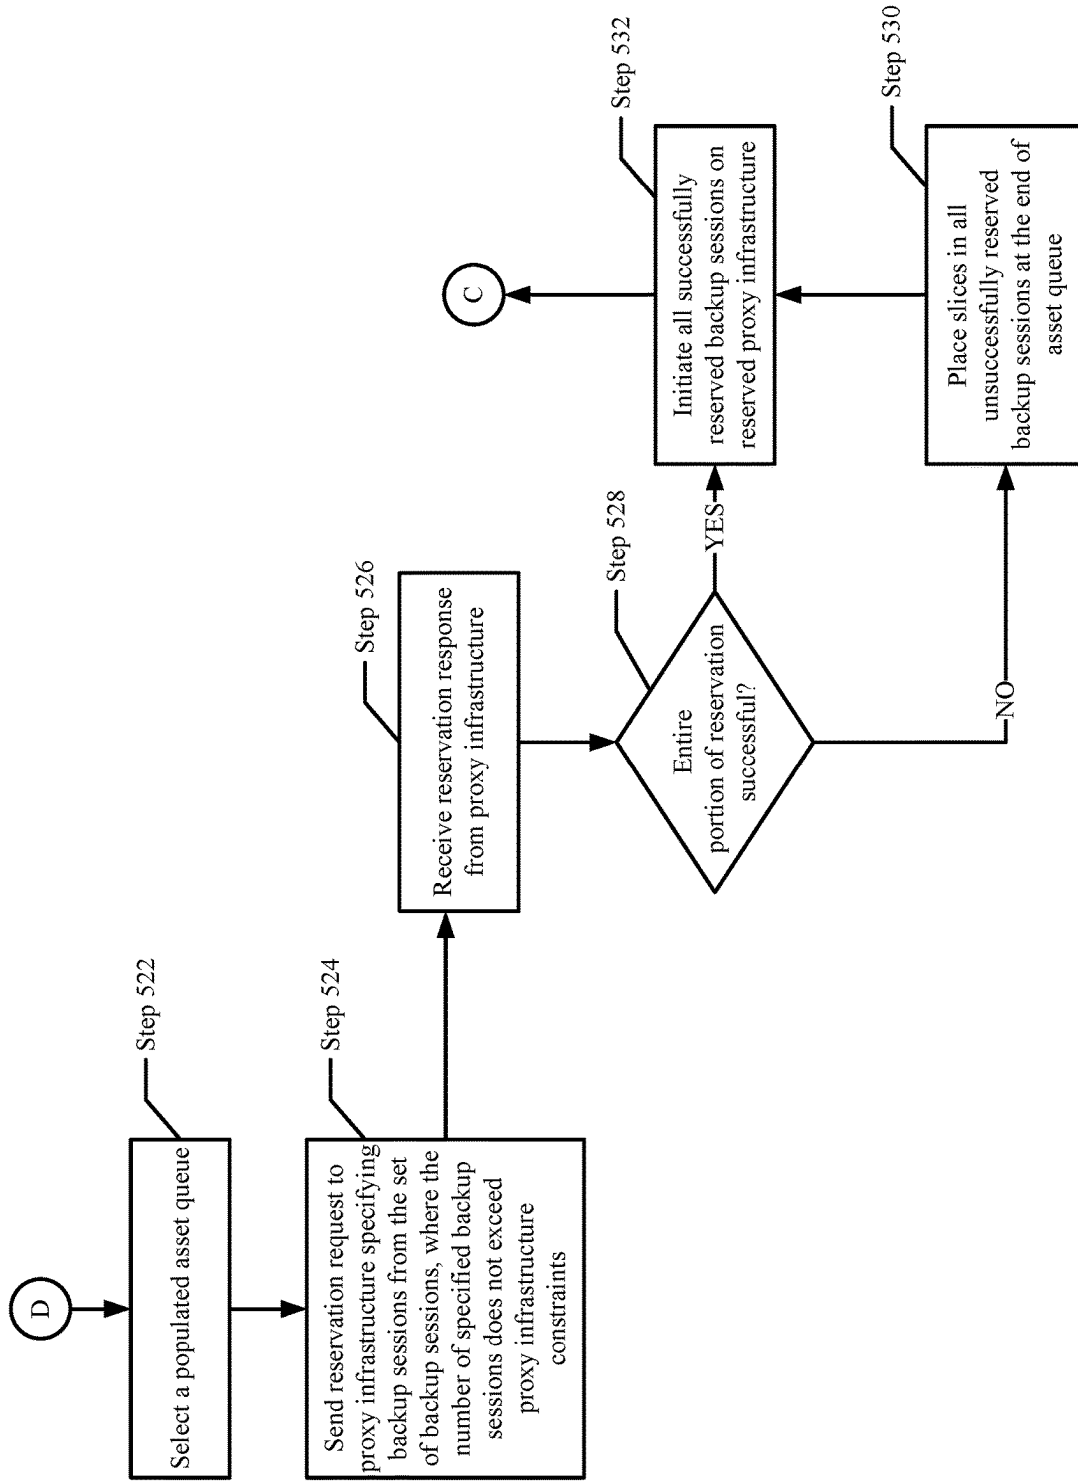 D
Select a populated asset queue
Step 522
Send reservation request to
proxy infrastructure specifying
backup sessions from the set
of backup sessions, where the
number of specified backup
sessions does not exceed
proxy infrastructure
constraints
Step 524
Receive reservation response
from proxy infrastructure
Step 526
Entire
portion of reservation
successful?
Step 528
YES
NO
Place slices in all
unsuccessfully reserved
backup sessions at the end of
asset queue
Step 530
Initiate all successfully
reserved backup sessions on
reserved proxy infrastructure
Step 532
C